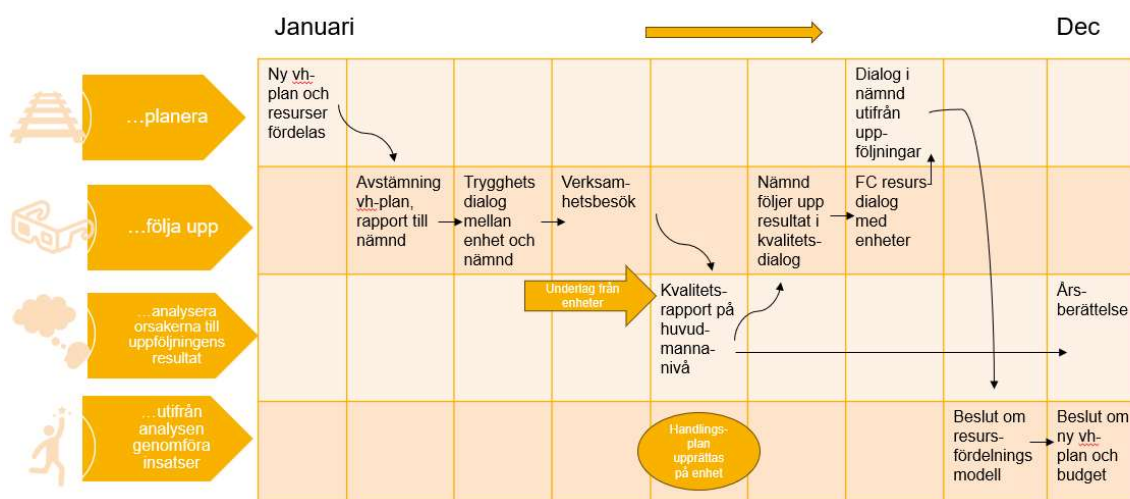 Januari
Dec
...planera
Ny vh-
plan och
resurser
fördelas
Dialog i
nämnd
utifrån
upp-
följningar
...följa upp
Avstämning
vh-plan,
rapport till
nämnd
Trygghets
dialog
mellan
enhet och
nämnd
Verksam-
hetsbesök
Nämnd
följer upp
resultat i
kvalitets-
dialog
FC resurs
dialog
med
enheter
...analysera
orsakerna till
uppföljningens
resultat
Underlag från
enheter
Kvalitets-
rapport på
huvud-
manna-
nivå
Års-
berättelse
...utifrån
analysen
genomföra
insatser
Handlings-
plan
upprättas
på enhet
Beslut om
resurs-
fördelnings
modell
Beslut om
ny vh-
plan och
budget